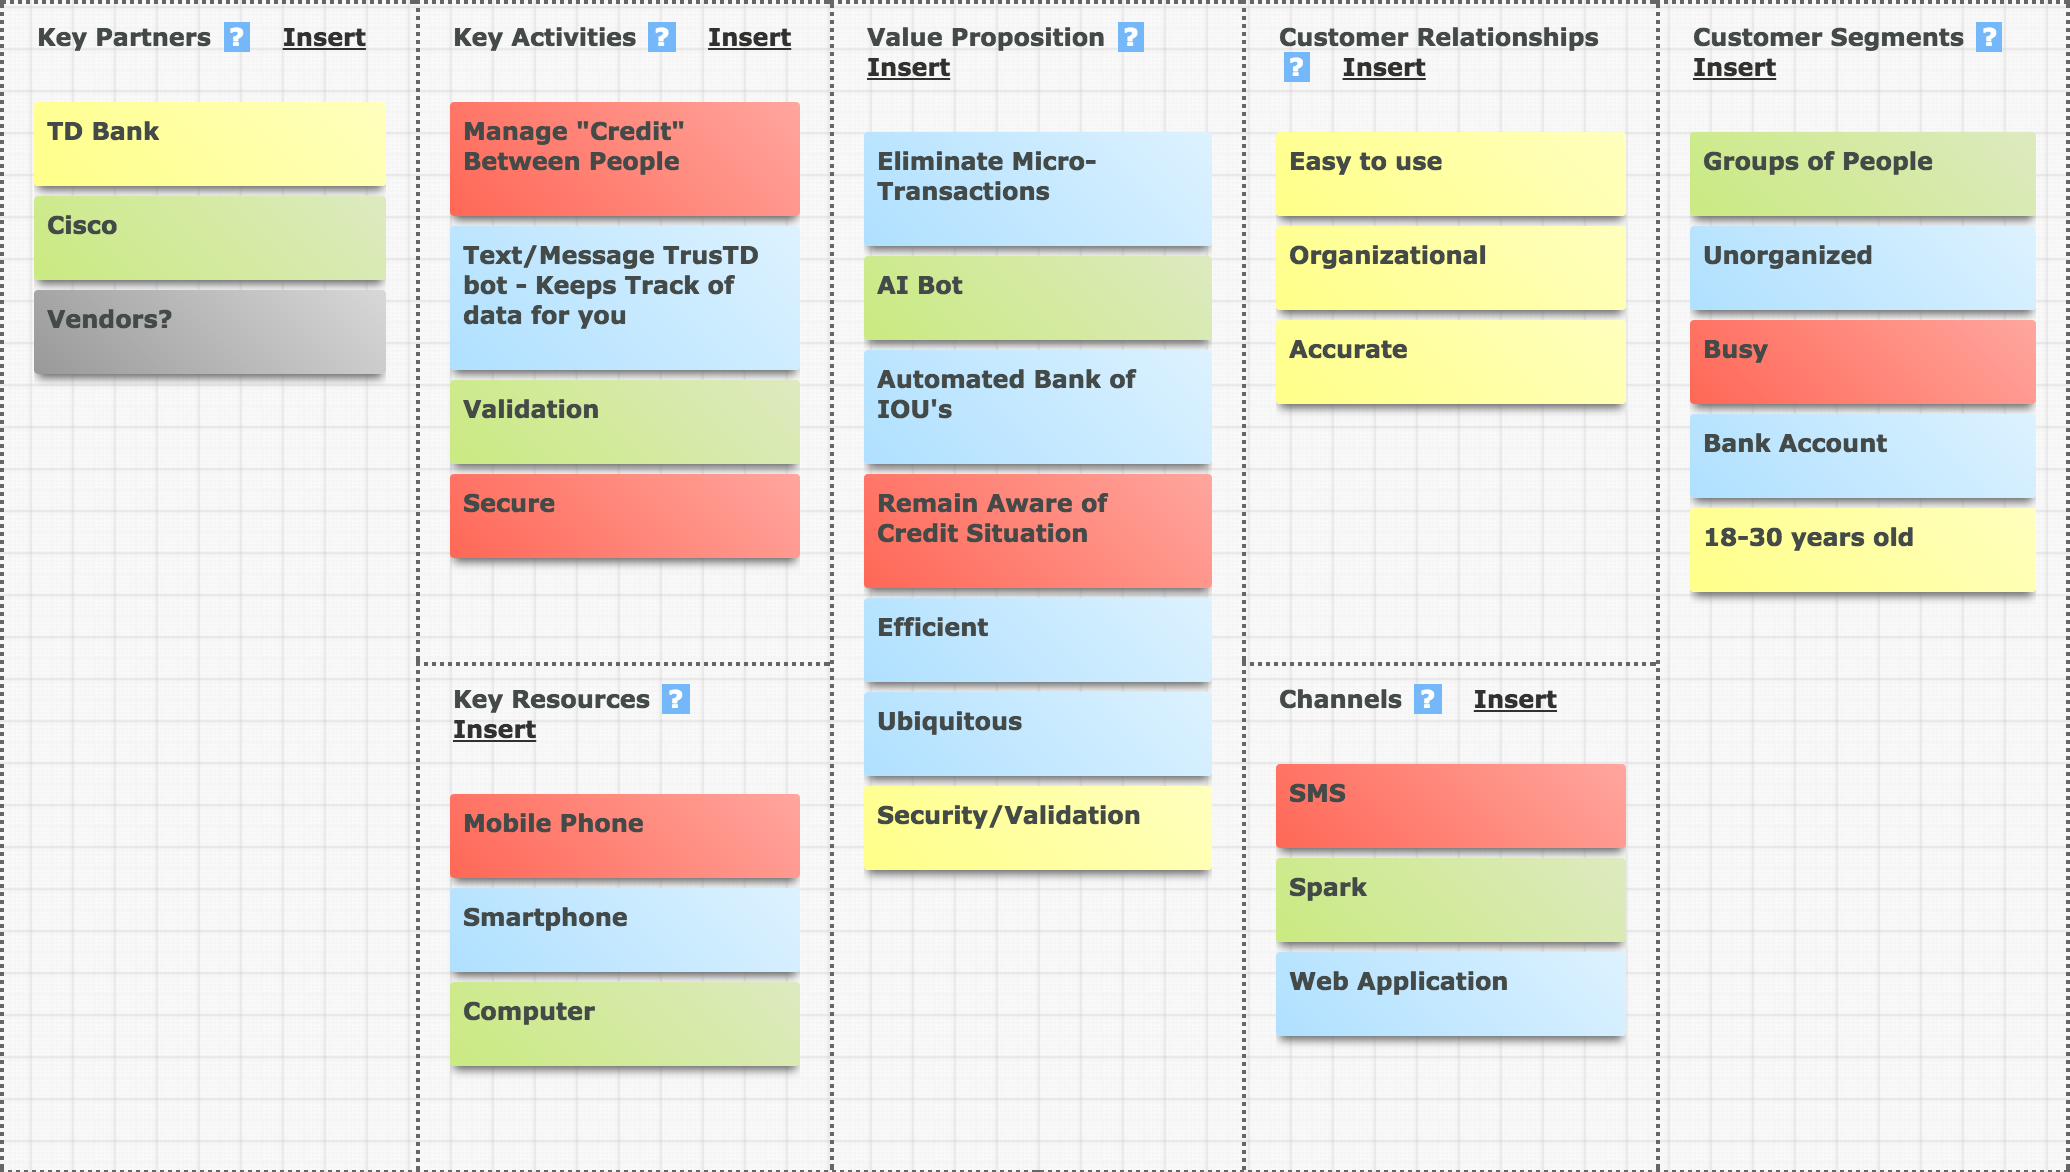 Key Partners ? Insert
TD Bank
Cisco
Vendors?
Key Activities ? Insert
Manage "Credit"
Between People
Text/Message TrusTD
bot - Keeps Track of
data for you
Validation
Secure
Key Resources ?
Insert
Mobile Phone
Smartphone
Computer
Value Proposition ?
Insert
Eliminate Micro-
Transactions
AI Bot
Automated Bank of
IOU's
Remain Aware of
Credit Situation
Efficient
Ubiquitous
Security/Validation
Customer Relationships
? Insert
Easy to use
Organizational
Accurate
Channels ? Insert
SMS
Spark
Web Application
Customer Segments ?
Insert
Groups of People
Unorganized
Busy
Bank Account
18-30 years old